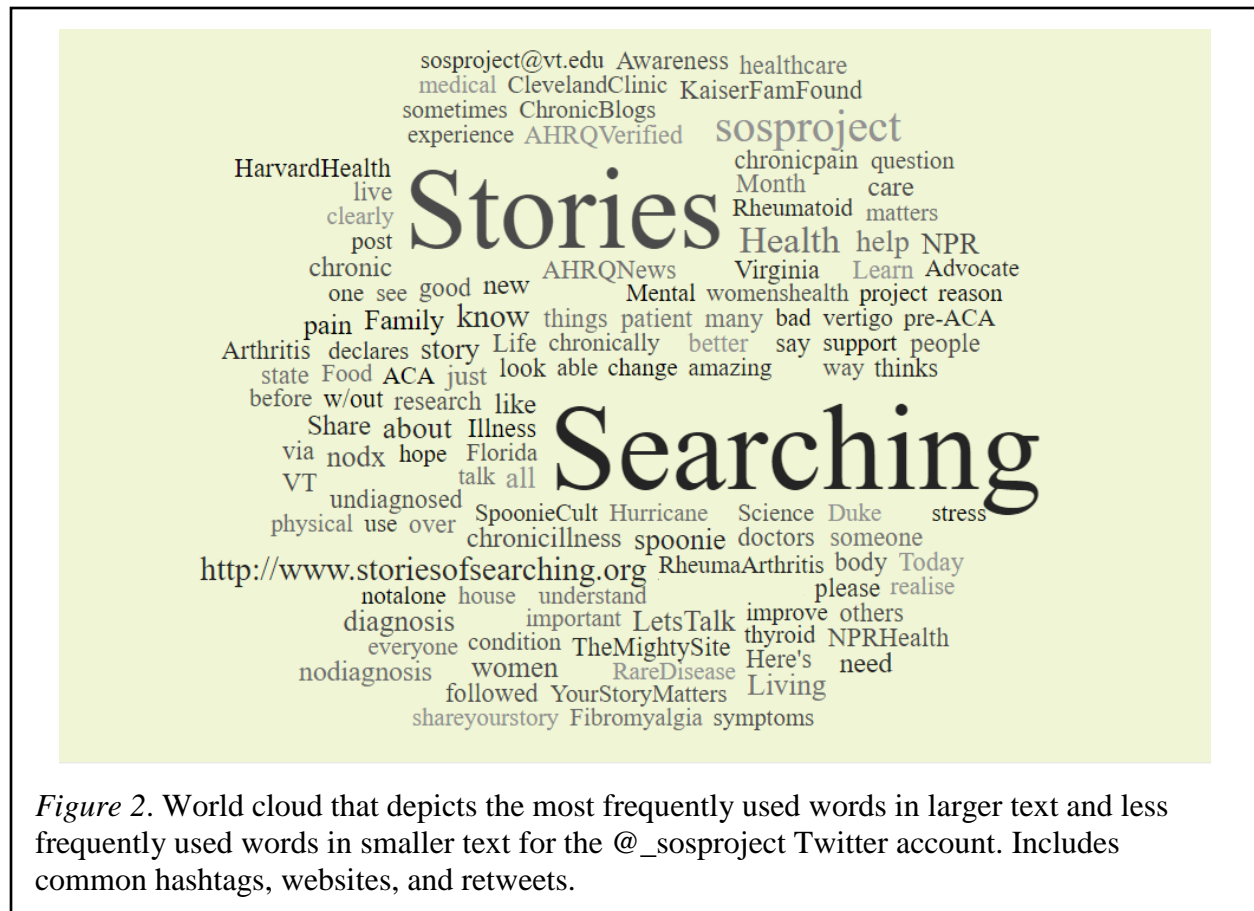 sosproject@vt.edu Awareness healthcare
medical ClevelandClinic KaiserFamFound
sometimes ChronicBlogs
experience AHRQVerified sosproject
HarvardHealth Stories chronicpain question
live Month care
clearly Rheumatoid matters
post Health help NPR
chronic AHRQNews Virginia Learn Advocate
one see good new Mental womenshealth project reason
pain Family know things patient many bad vertigo pre-ACA
Arthritis declares story Life chronically better say support people
state Food ACA just look able change amazing way thinks
before w/out research like
Share about Illness Searching
via nodx hope Florida
VT talk all
undiagnosed
physical use over SpoonieCult Hurricane Science Duke stress
chronicillness spoonie doctors someone
http://www.storiesofsearching.org RheumaArthritis body Today
notalone house understand please realise
diagnosis important LetsTalk improve others
everyone condition TheMightySite thyroid NPRHealth
nodiagnosis women RareDisease Here's need
followed YourStoryMatters Living
shareyourstory Fibromyalgia symptoms
Figure 2. World cloud that depicts the most frequently used words in larger text and less
frequently used words in smaller text for the @_sosproject Twitter account. Includes
common hashtags, websites, and retweets.